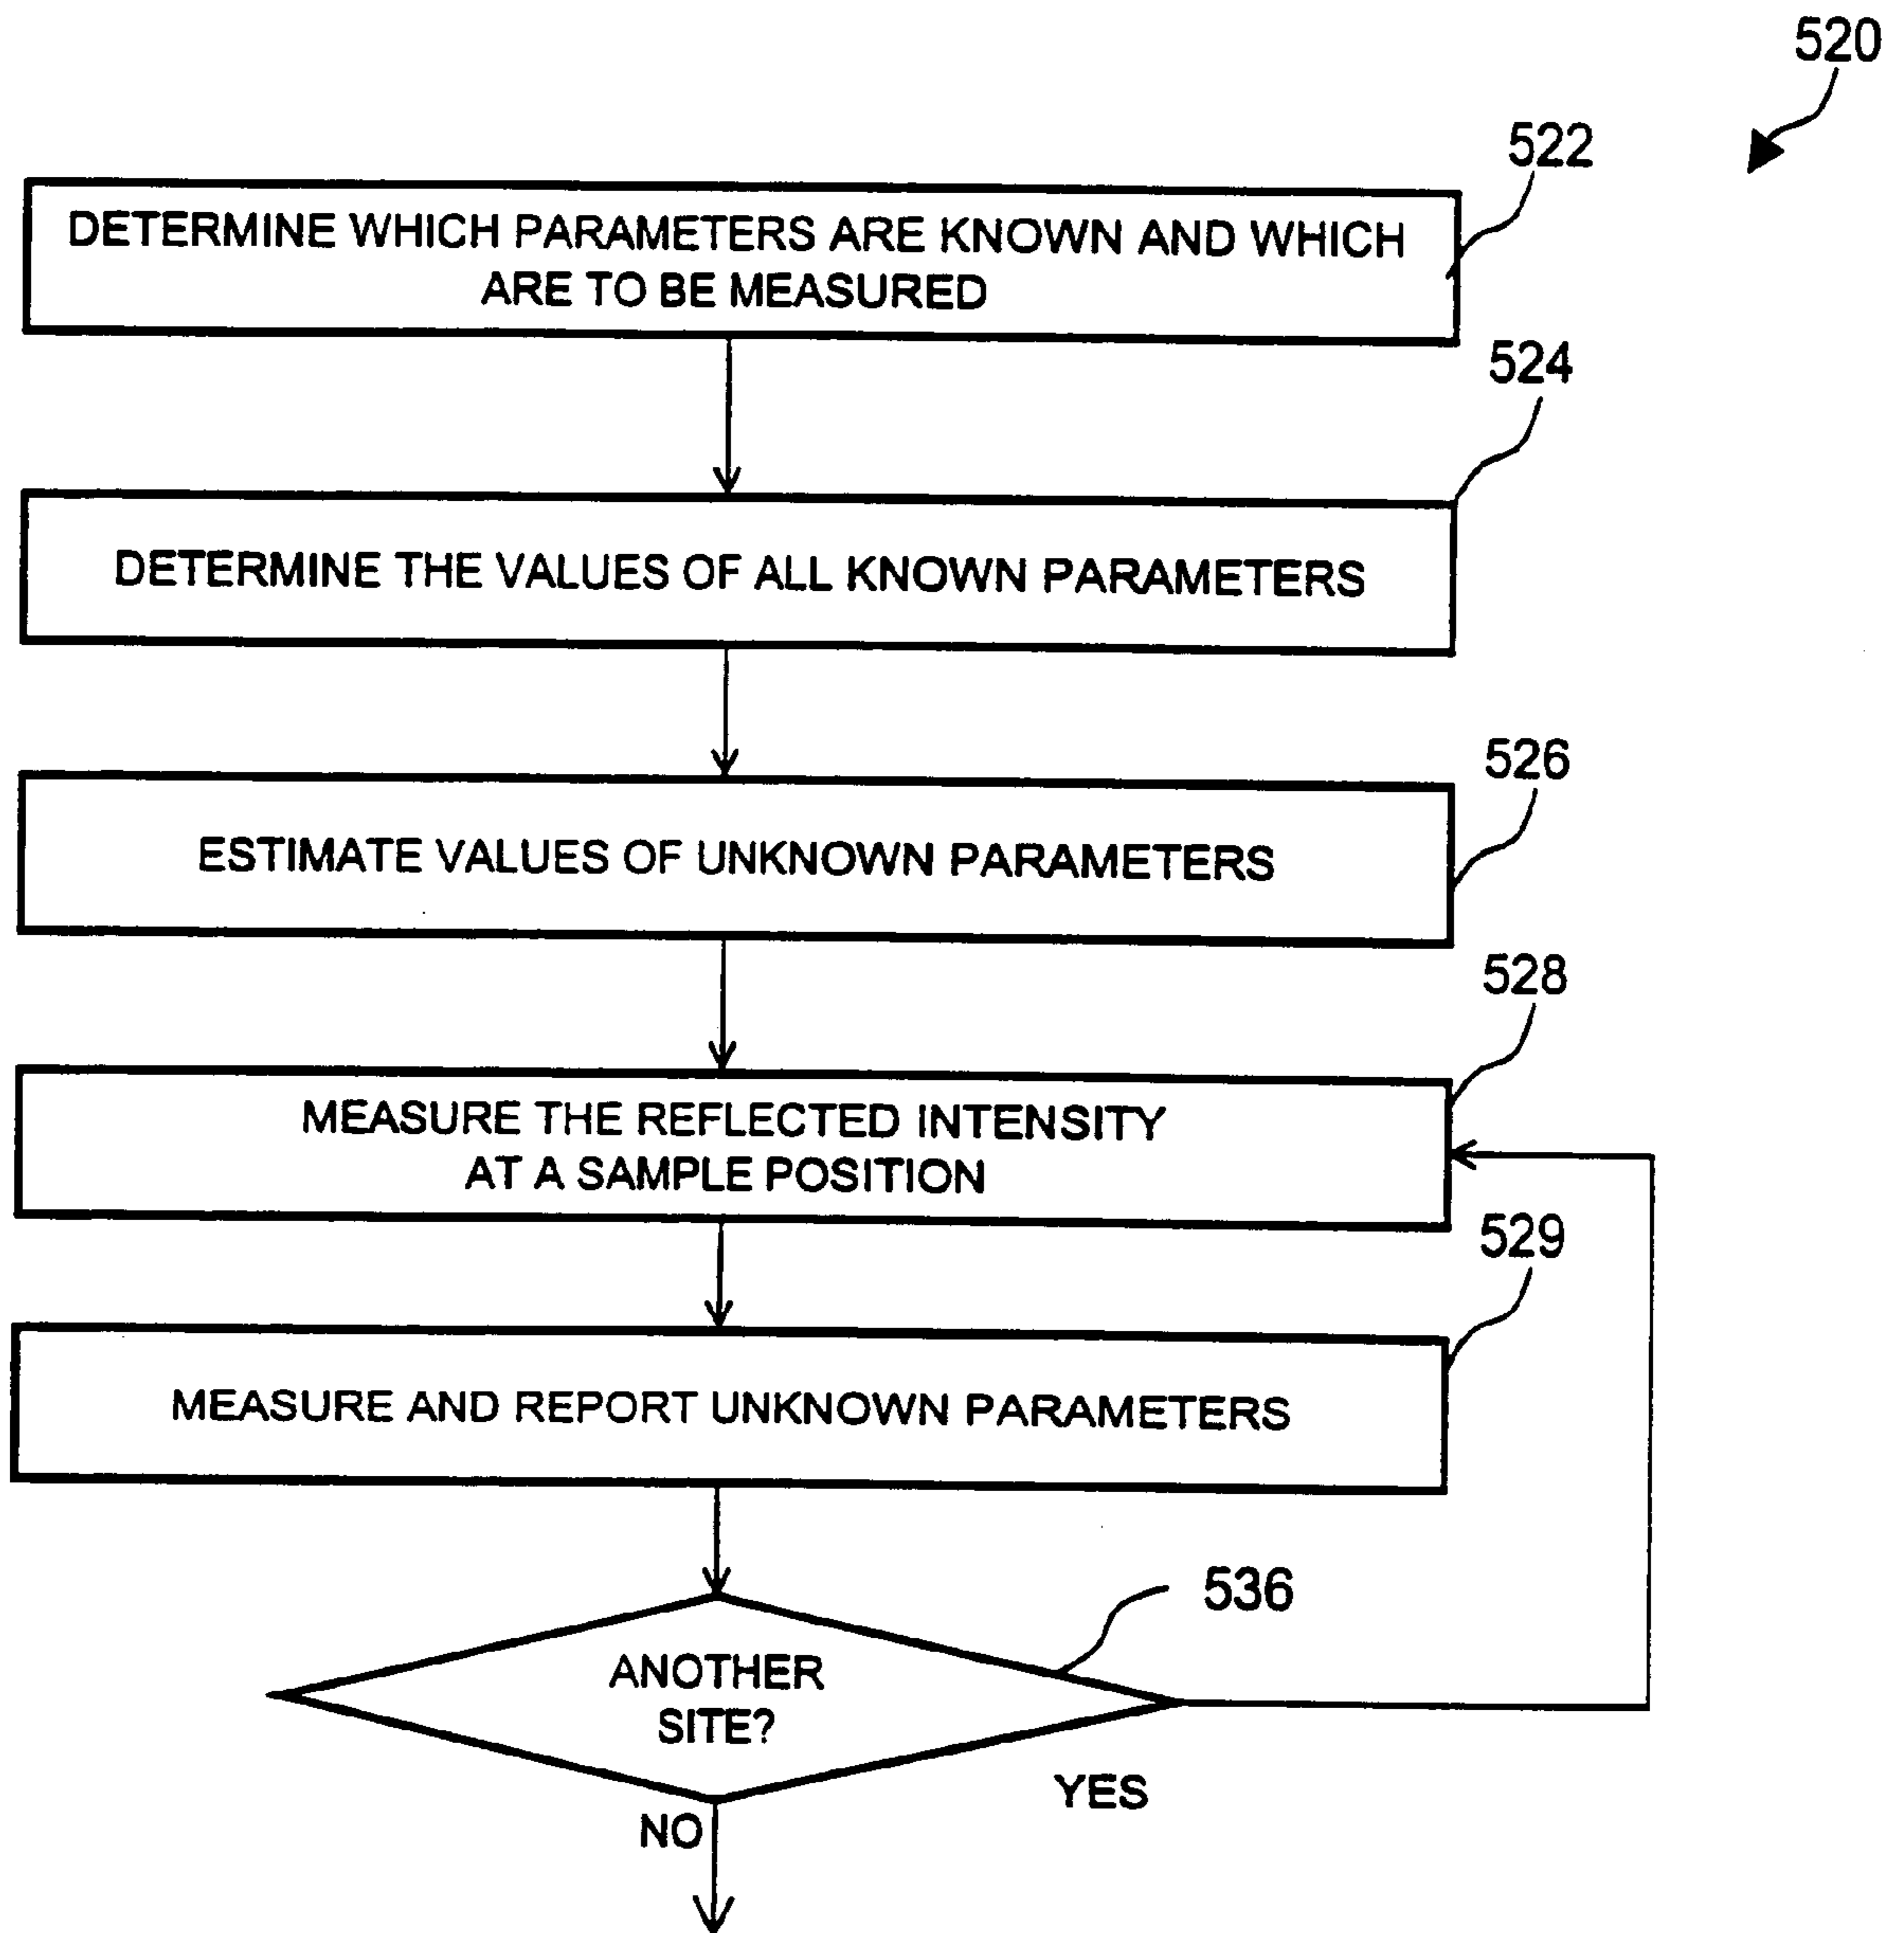 520
522
DETERMINE WHICH PARAMETERS ARE KNOWN AND WHICH
ARE TO BE MEASURED
524
DETERMINE THE VALUES OF ALL KNOWN PARAMETERS
526
ESTIMATE VALUES OF UNKNOWN PARAMETERS
528
MEASURE THE REFLECTED INTENSITY
AT A SAMPLE POSITION
529
MEASURE AND REPORT UNKNOWN PARAMETERS
536
ANOTHER
SITE?
YES
NO